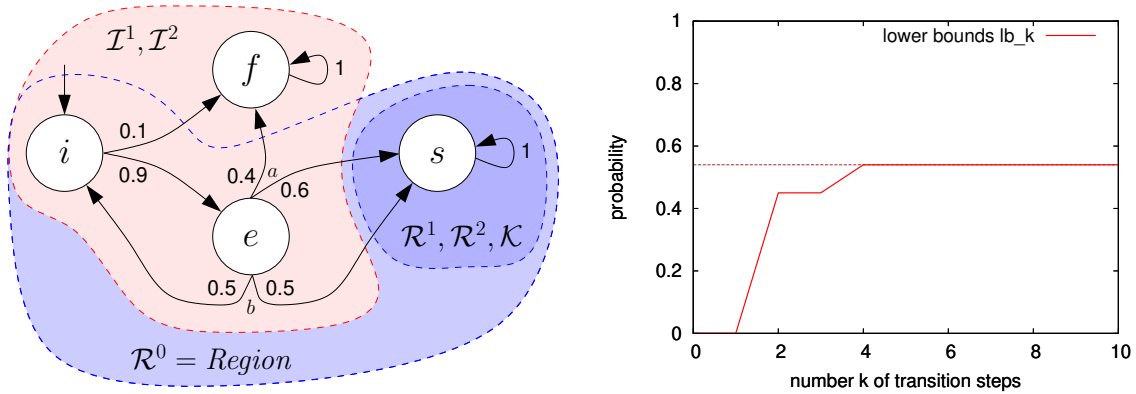 𝓘¹, 𝓘²
f
1
i
0.1
0.9
0.4
a
0.6
s
1
e
𝓡¹, 𝓡², 𝓚
0.5
0.5
b
𝓡⁰ = Region
lower bounds lb_k
1
0.8
0.6
0.4
0.2
0
probability
0 2 4 6 8 10
number k of transition steps